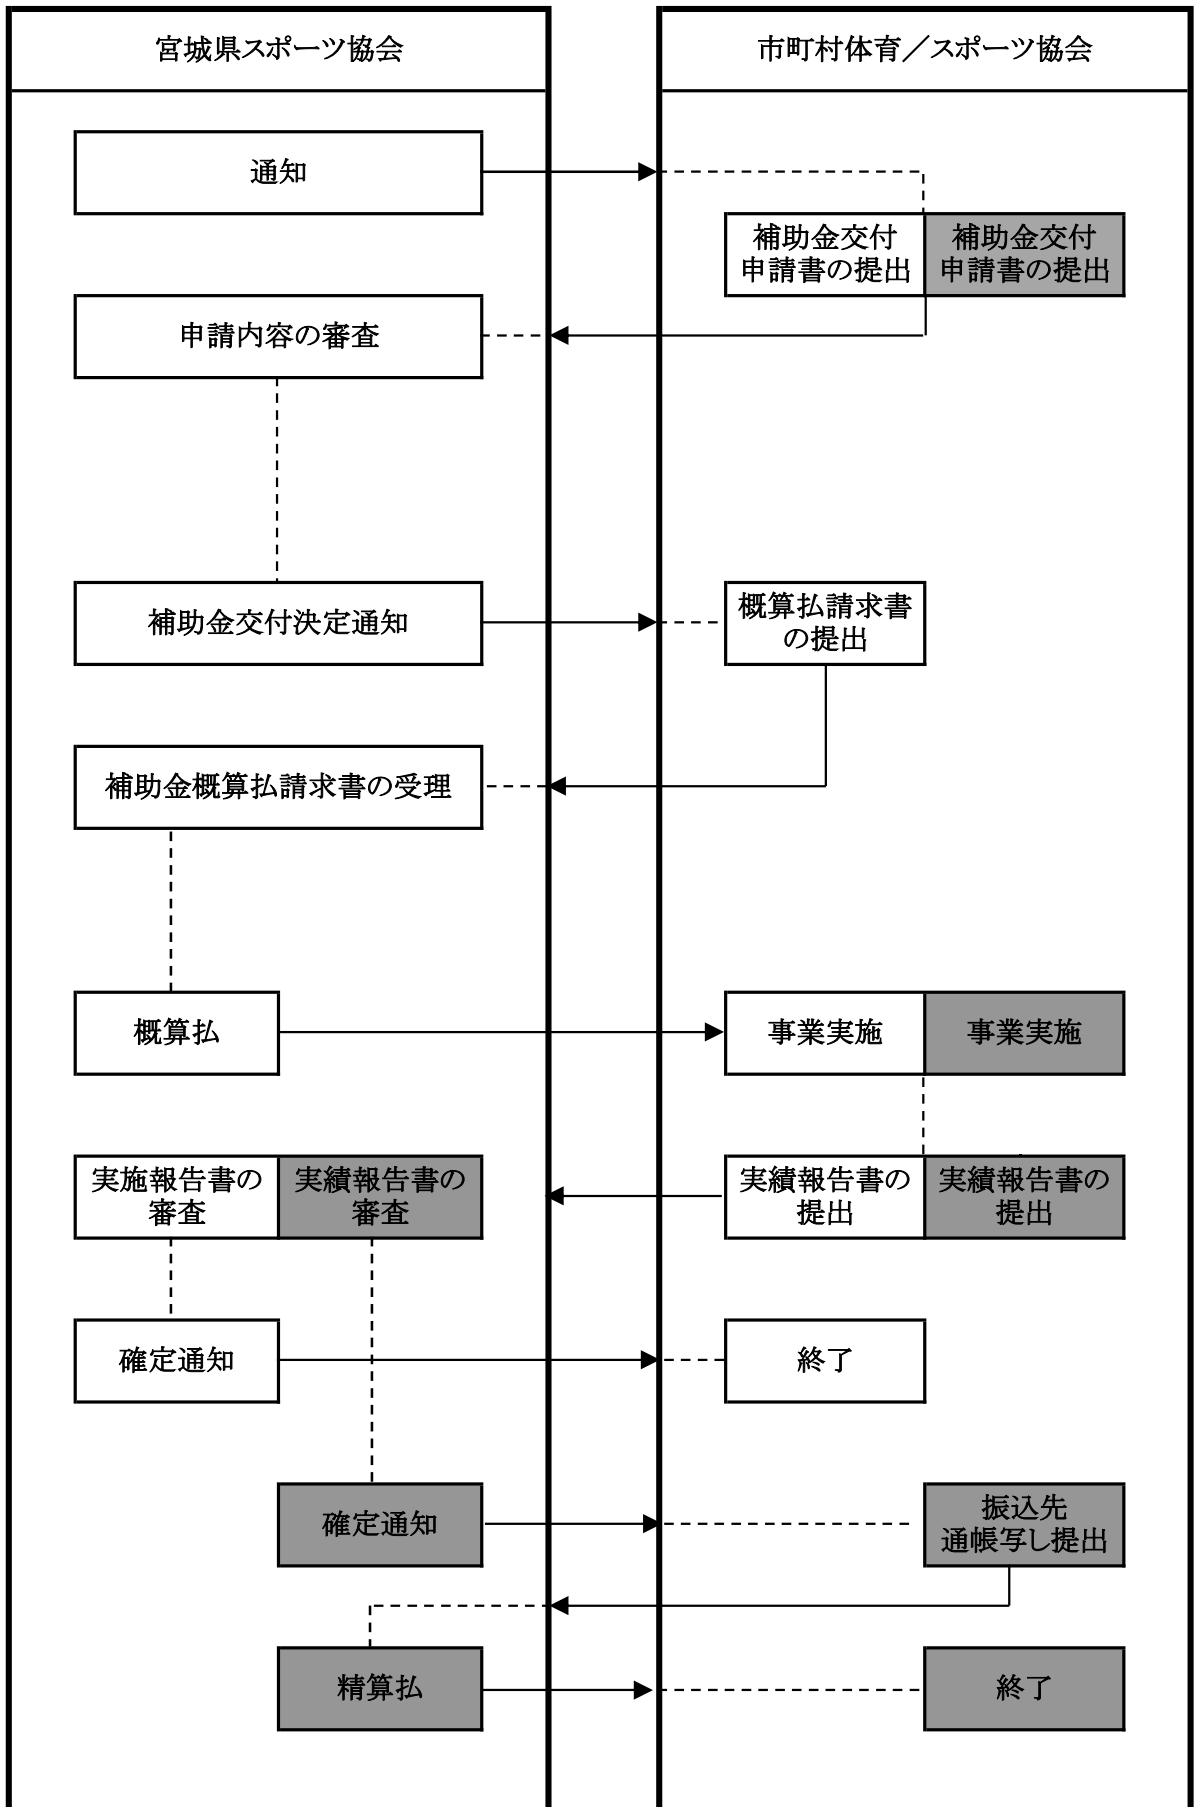 宮城県スポーツ協会
市町村体育／スポーツ協会
通知
補助金交付
申請書の提出
補助金交付
申請書の提出
申請内容の審査
補助金交付決定通知
概算払請求書
の提出
補助金概算払請求書の受理
概算払
事業実施
事業実施
実施報告書の
審査
実績報告書の
審査
実績報告書の
提出
実績報告書の
提出
確定通知
終了
確定通知
振込先
通帳写し提出
精算払
終了